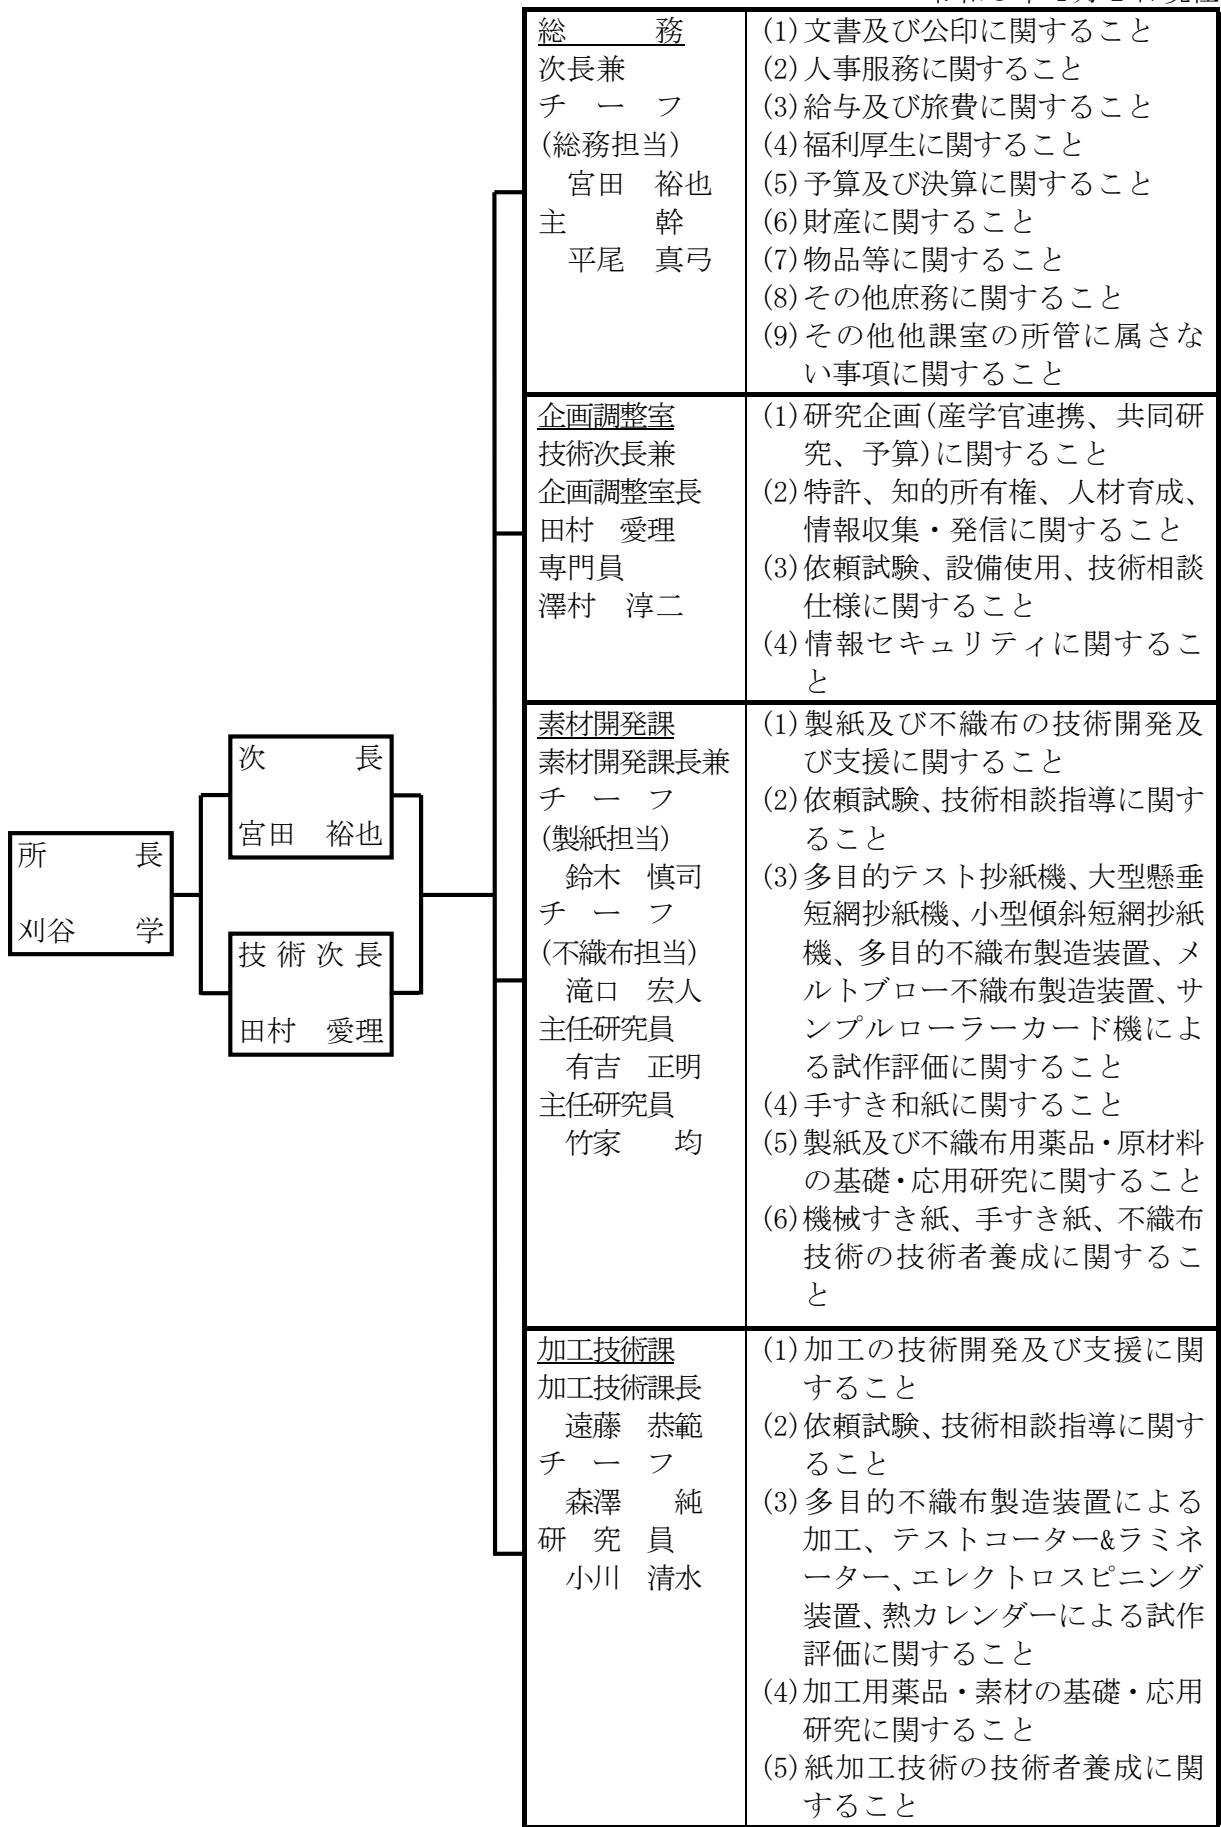 総　　　務
次長兼
チ　ー　フ
(総務担当)
宮田　裕也
主　　　幹
平尾　真弓
(1)文書及び公印に関すること
(2)人事服務に関すること
(3)給与及び旅費に関すること
(4)福利厚生に関すること
(5)予算及び決算に関すること
(6)財産に関すること
(7)物品等に関すること
(8)その他庶務に関すること
(9)その他他課室の所管に属さな
い事項に関すること
企画調整室
技術次長兼
企画調整室長
田村　愛理
専門員
澤村　淳二
(1)研究企画(産学官連携、共同研
究、予算)に関すること
(2)特許、知的所有権、人材育成、
情報収集・発信に関すること
(3)依頼試験、設備使用、技術相談
仕様に関すること
(4)情報セキュリティに関するこ
と
所　　　長
刈谷　　学
次　　　長
宮田　裕也
技術次長
田村　愛理
素材開発課
素材開発課長兼
チ　ー　フ
(製紙担当)
鈴木　慎司
チ　ー　フ
(不織布担当)
滝口　宏人
主任研究員
有吉　正明
主任研究員
竹家　　均
(1)製紙及び不織布の技術開発及
び支援に関すること
(2)依頼試験、技術相談指導に関す
ること
(3)多目的テスト抄紙機、大型懸垂
短網抄紙機、小型傾斜短網抄紙
機、多目的不織布製造装置、メ
ルトブロー不織布製造装置、サ
ンプルローラーカード機によ
る試作評価に関すること
(4)手すき和紙に関すること
(5)製紙及び不織布用薬品・原材料
の基礎・応用研究に関すること
(6)機械すき紙、手すき紙、不織布
技術の技術者養成に関するこ
と
加工技術課
加工技術課長
遠藤　恭範
チ　ー　フ
森澤　　純
研　究　員
小川　清水
(1)加工の技術開発及び支援に関
すること
(2)依頼試験、技術相談指導に関す
ること
(3)多目的不織布製造装置による
加工、テストコーター&ラミネ
ーター、エレクトロスピニング
装置、熱カレンダーによる試作
評価に関すること
(4)加工用薬品・素材の基礎・応用
研究に関すること
(5)紙加工技術の技術者養成に関
すること